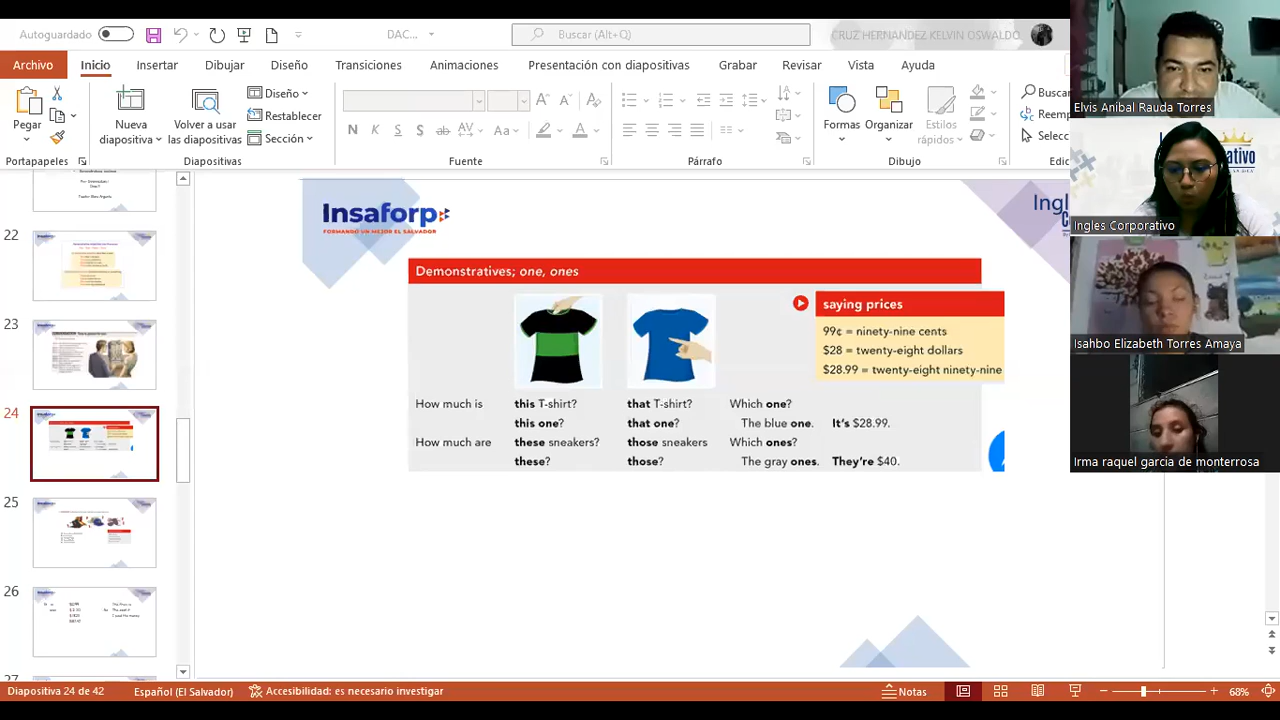 Autoguardado
DAC...
Buscar (Alt+Q)
CRUZ HERNANDEZ KELVIN OSWALDO
Archivo
Inicio
Insertar
Dibujar
Diseño
Transiciones
Animaciones
Presentación con diapositivas
Grabar
Revisar
Vista
Ayuda
Pegar
Nueva
diapositiva
Volver a usar
las diapositivas
Diseño
Restablecer
Sección
N K S S ab AV Aa A
Formas
Organizar
Estilos
rápidos
Buscar
Reemp
Selecc
Portapapeles
Diapositivas
Fuente
Párrafo
Dibujo
22
23
24
25
26
Insaforp
FORMANDO UN MEJOR EL SALVADOR
Demonstratives; one, ones
saying prices
99¢ = ninety-nine cents
$28 = twenty-eight dollars
$28.99 = twenty-eight ninety-nine
How much is this T-shirt? that T-shirt? Which one?
this one? that one? The blue one. It's $28.99.
How much are these sneakers? those sneakers Which ones?
these? those? The gray ones. They're $40.
Elvis Anibal Rauda Torres
Ingles Corporativo
Isahbo Elizabeth Torres Amaya
Irma raquel garcia de monterrosa
Diapositiva 24 de 42
Español (El Salvador)
Accesibilidad: es necesario investigar
Notas
68%